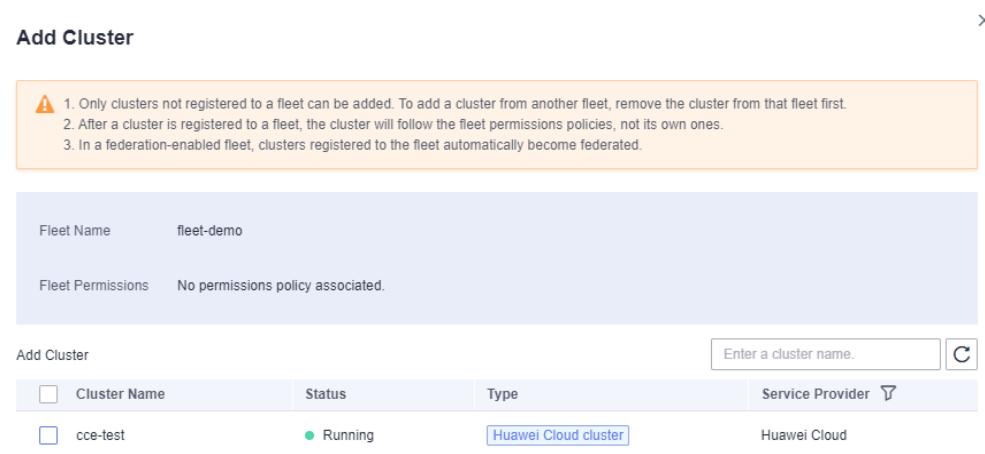 Add Cluster
1. Only clusters not registered to a fleet can be added. To add a cluster from another fleet, remove the cluster from that fleet first.
2. After a cluster is registered to a fleet, the cluster will follow the fleet permissions policies, not its own ones.
3. In a federation-enabled fleet, clusters registered to the fleet automatically become federated.
Fleet Name fleet-demo
Fleet Permissions No permissions policy associated.
Add Cluster Enter a cluster name.
Cluster Name Status Type Service Provider
cce-test Running Huawei Cloud cluster Huawei Cloud